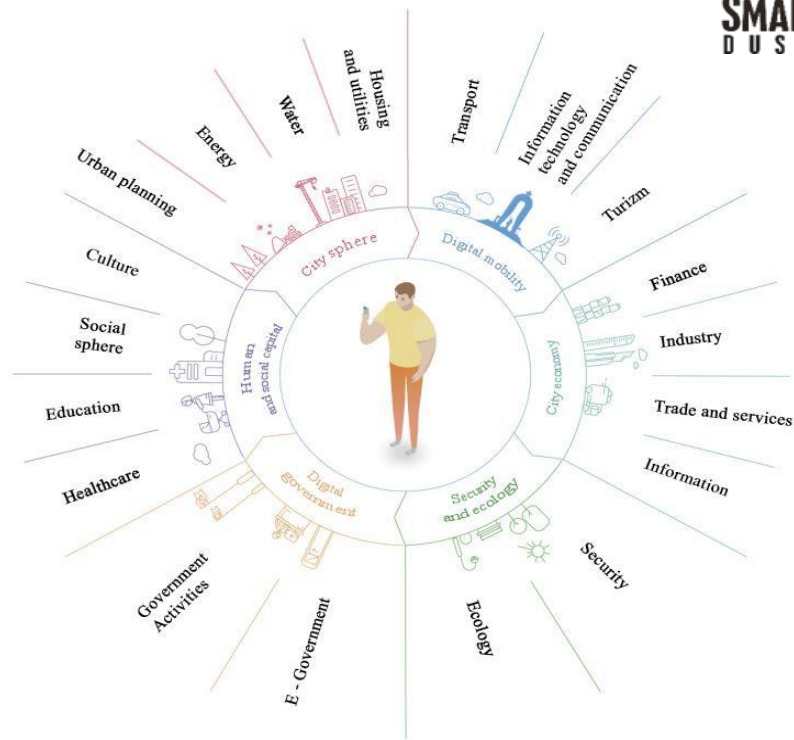 SMA
DUS
Housing
and utilities
Water
Energy
Urban planning
Culture
Social
sphere
Education
Healthcare
Government
Activities
E - Government
Ecology
Security
Information
Trade and services
Industry
Finance
Turizm
Information
technology
and communication
Transport
City sphere
Digital mobility
City economy
Security
and ecology
Digital
government
Human
and social capital